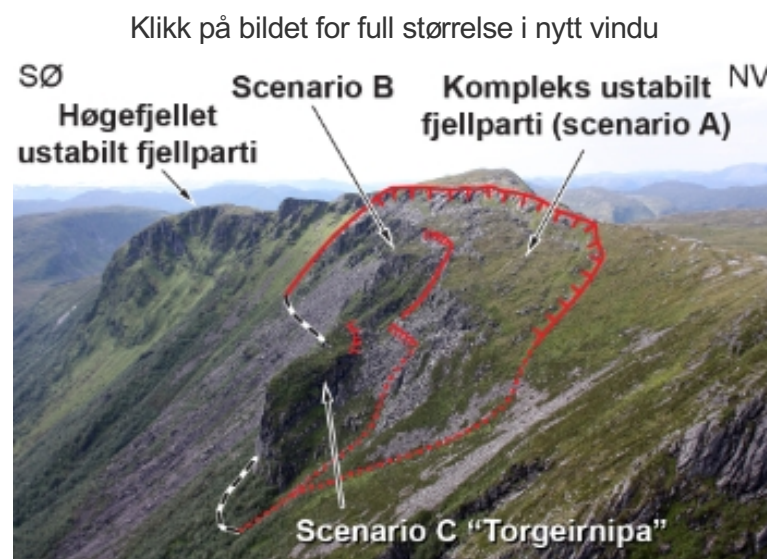 Klikk på bildet for full størrelse i nytt vindu
SØ
NV
Scenario B
Kompleks ustabilt
fjellparti (scenario A)
Høgefjellet
ustabilt fjellparti
Scenario C “Torgeirnipa”